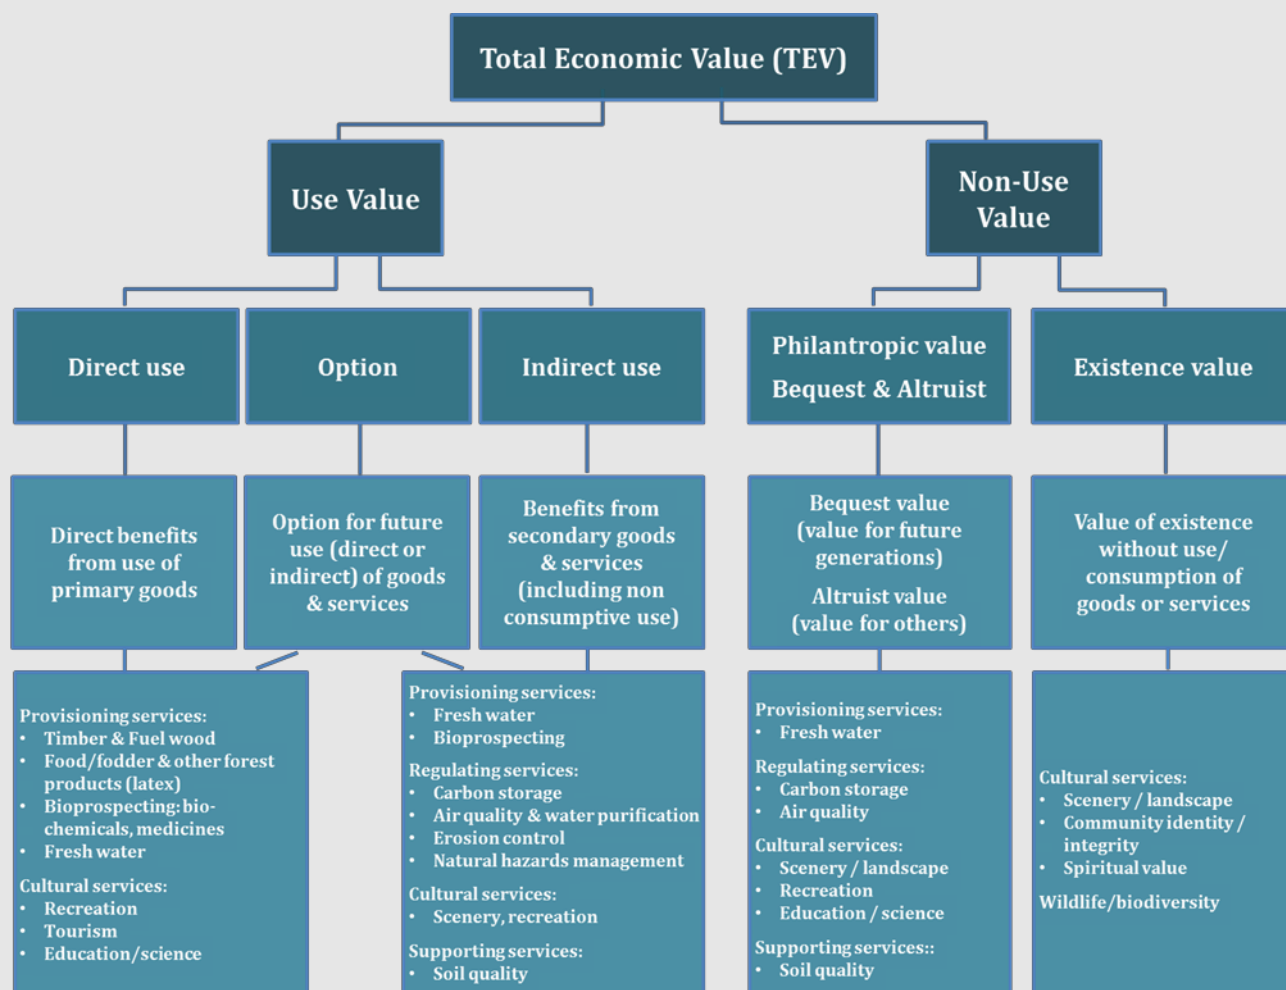 Total Economic Value (TEV)
Use Value
Non-Use
Value
Direct use
Option
Indirect use
Philantropic value
Bequest & Altruist
Existence value
Direct benefits
from use of
primary goods
Option for future
use (direct or
indirect) of goods
& services
Benefits from
secondary goods
& services
(including non
consumptive use)
Bequest value
(value for future
generations)
Altruist value
(value for others)
Value of existence
without use/
consumption of
goods or services
Provisioning services:
• Timber & Fuel wood
• Food/fodder & other forest
products (latex)
• Bioprospecting: bio-
chemicals, medicines
• Fresh water
Cultural services:
• Recreation
• Tourism
• Education/science
Provisioning services:
• Fresh water
• Bioprospecting
Regulating services:
• Carbon storage
• Air quality & water purification
• Erosion control
• Natural hazards management
Cultural services:
• Scenery, recreation
Supporting services:
• Soil quality
Provisioning services:
• Fresh water
Regulating services:
• Carbon storage
• Air quality
Cultural services:
• Scenery / landscape
• Recreation
• Education / science
Supporting services::
• Soil quality
Cultural services:
• Scenery / landscape
• Community identity /
integrity
• Spiritual value
Wildlife/biodiversity